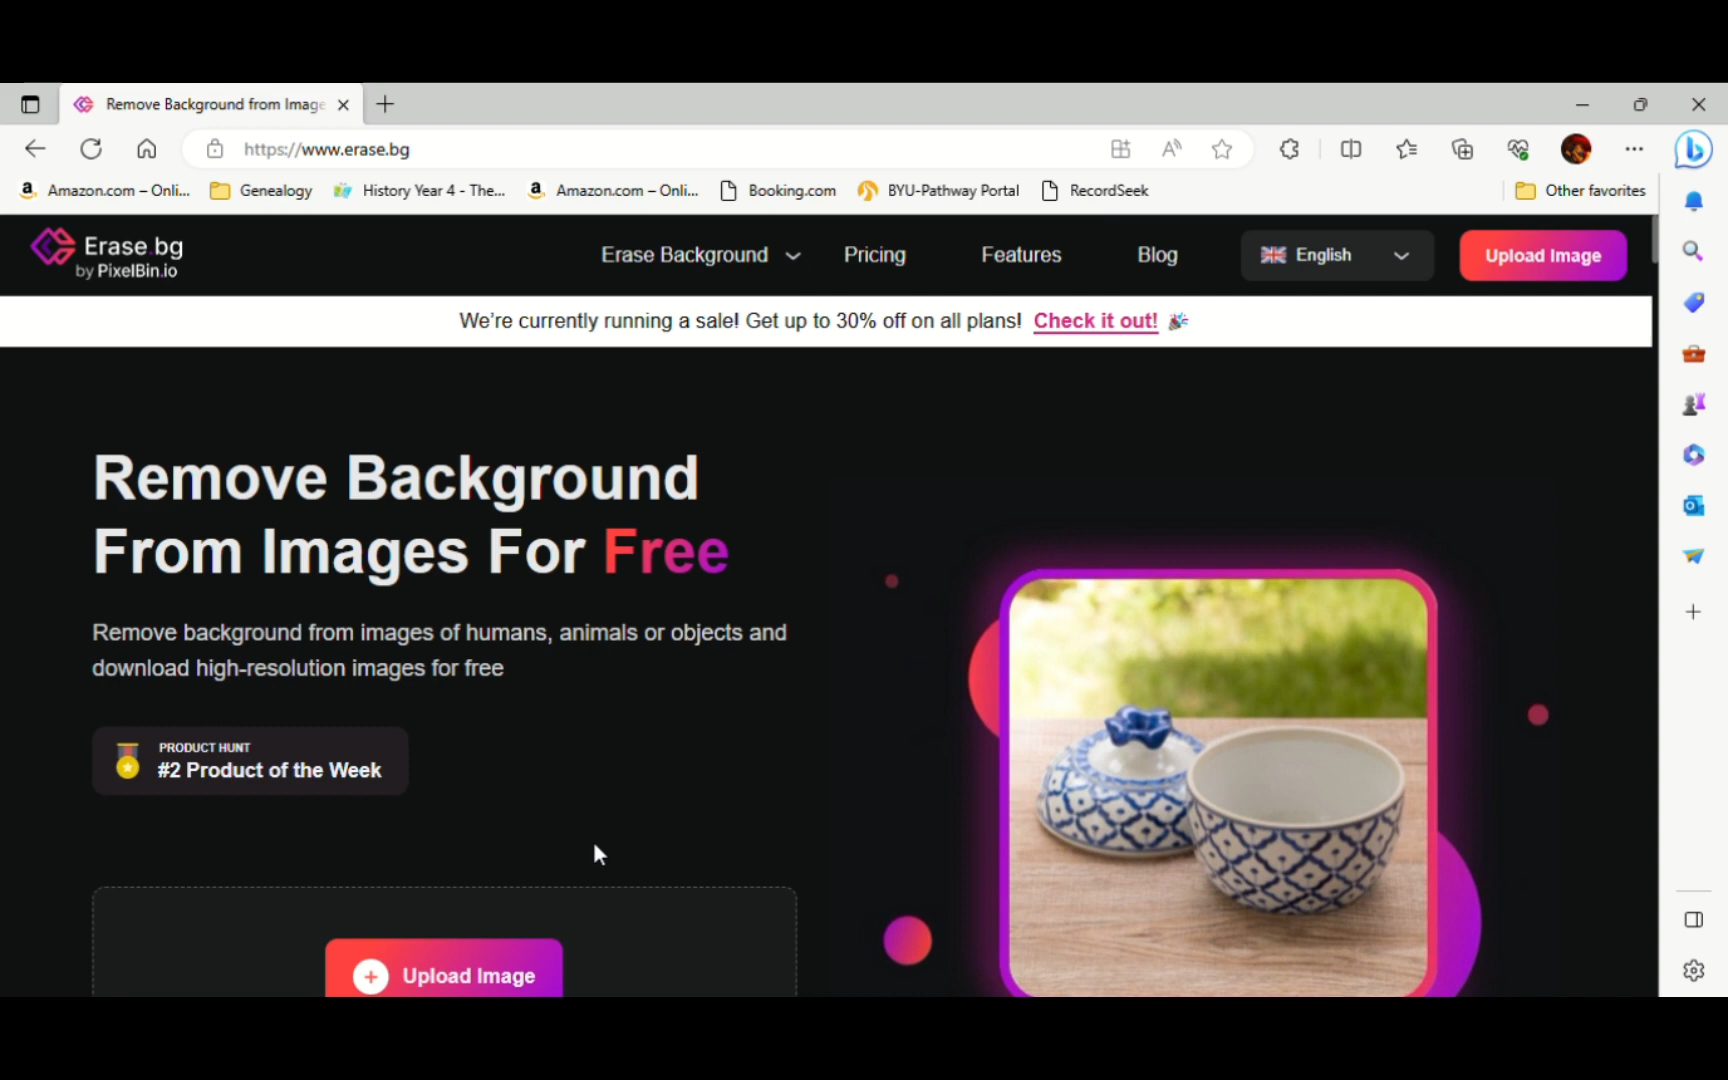 Remove Background from Image
https://www.erase.bg
Amazon.com – Onli...
Genealogy
History Year 4 - The...
Amazon.com – Onli...
Booking.com
BYU-Pathway Portal
RecordSeek
Other favorites
Erase.bg
by PixelBin.io
Erase Background
Pricing
Features
Blog
English
Upload Image
We’re currently running a sale! Get up to 30% off on all plans! Check it out!
Remove Background
From Images For Free
Remove background from images of humans, animals or objects and
download high-resolution images for free
PRODUCT HUNT
#2 Product of the Week
Upload Image